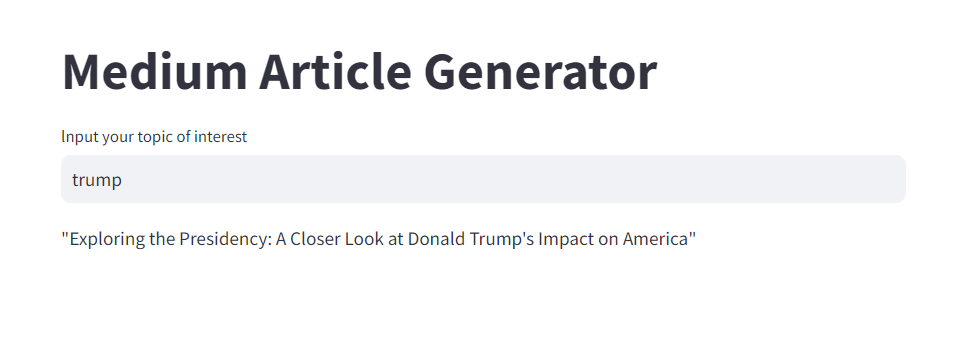 Medium Article Generator
Input your topic of interest
trump
"Exploring the Presidency: A Closer Look at Donald Trump's Impact on America"